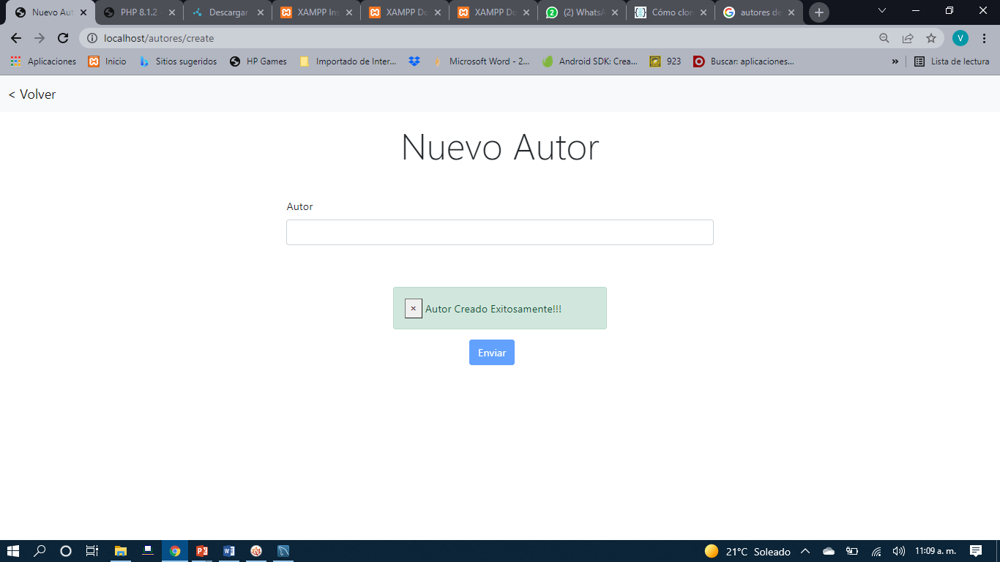 Nuevo Aut
PHP 8.1.2 -
Descargar
XAMPP Ins
XAMPP Do
XAMPP Do
(2) WhatsA
Cómo clon
autores de
localhost/autores/create
V
Aplicaciones
Inicio
Sitios sugeridos
HP Games
Importado de Inter...
Microsoft Word - 2...
Android SDK: Crea...
923
Buscar: aplicaciones...
»
Lista de lectura
< Volver
Nuevo Autor
Autor
× Autor Creado Exitosamente!!!
Enviar
21°C Soleado
11:09 a. m.